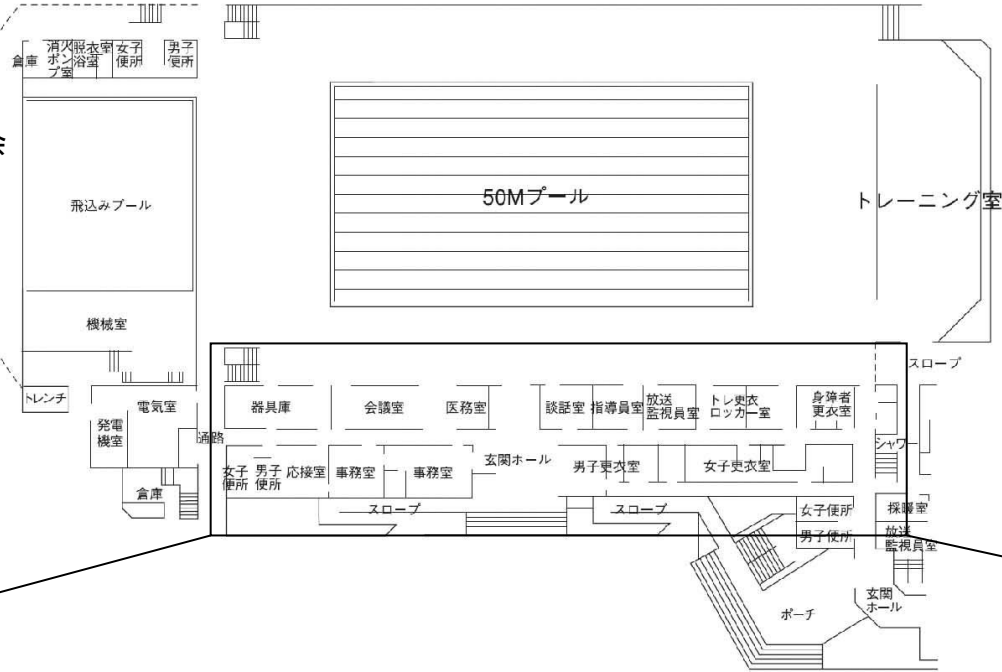 倉庫
消火
ポン
プ室
脱衣室
浴室
女子
便所
男子
便所
飛込みプール
50Mプール
トレーニング室
機械室
スロープ
トレンチ
電気室
発電
機室
通路
倉庫
器具庫
会議室
医務室
談話室
指導員室
放送
監視員室
トレ更衣
ロッカー室
身障者
更衣室
シャワー
女子
便所
男子
便所
応接室
事務室
事務室
玄関ホール
男子更衣室
女子更衣室
スロープ
スロープ
女子便所
男子便所
採暖室
放送
監視員室
玄関
ホール
ポーチ